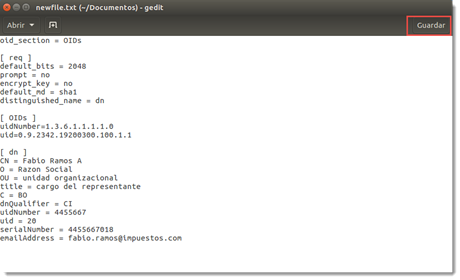 newfile.txt (~/Documentos) - gedit
Abrir
Guardar
oid_section = OIDs
[ req ]
default_bits = 2048
prompt = no
encrypt_key = no
default_md = sha1
distinguished_name = dn
[ OIDs ]
uidNumber=1.3.6.1.1.1.1.0
uid=0.9.2342.19200300.100.1.1
[ dn ]
CN = Fabio Ramos A
O = Razon Social
OU = unidad organizacional
title = cargo del representante
C = BO
dnQualifier = CI
uidNumber = 4455667
uid = 20
serialNumber = 4455667018
emailAddress = fabio.ramos@impuestos.com